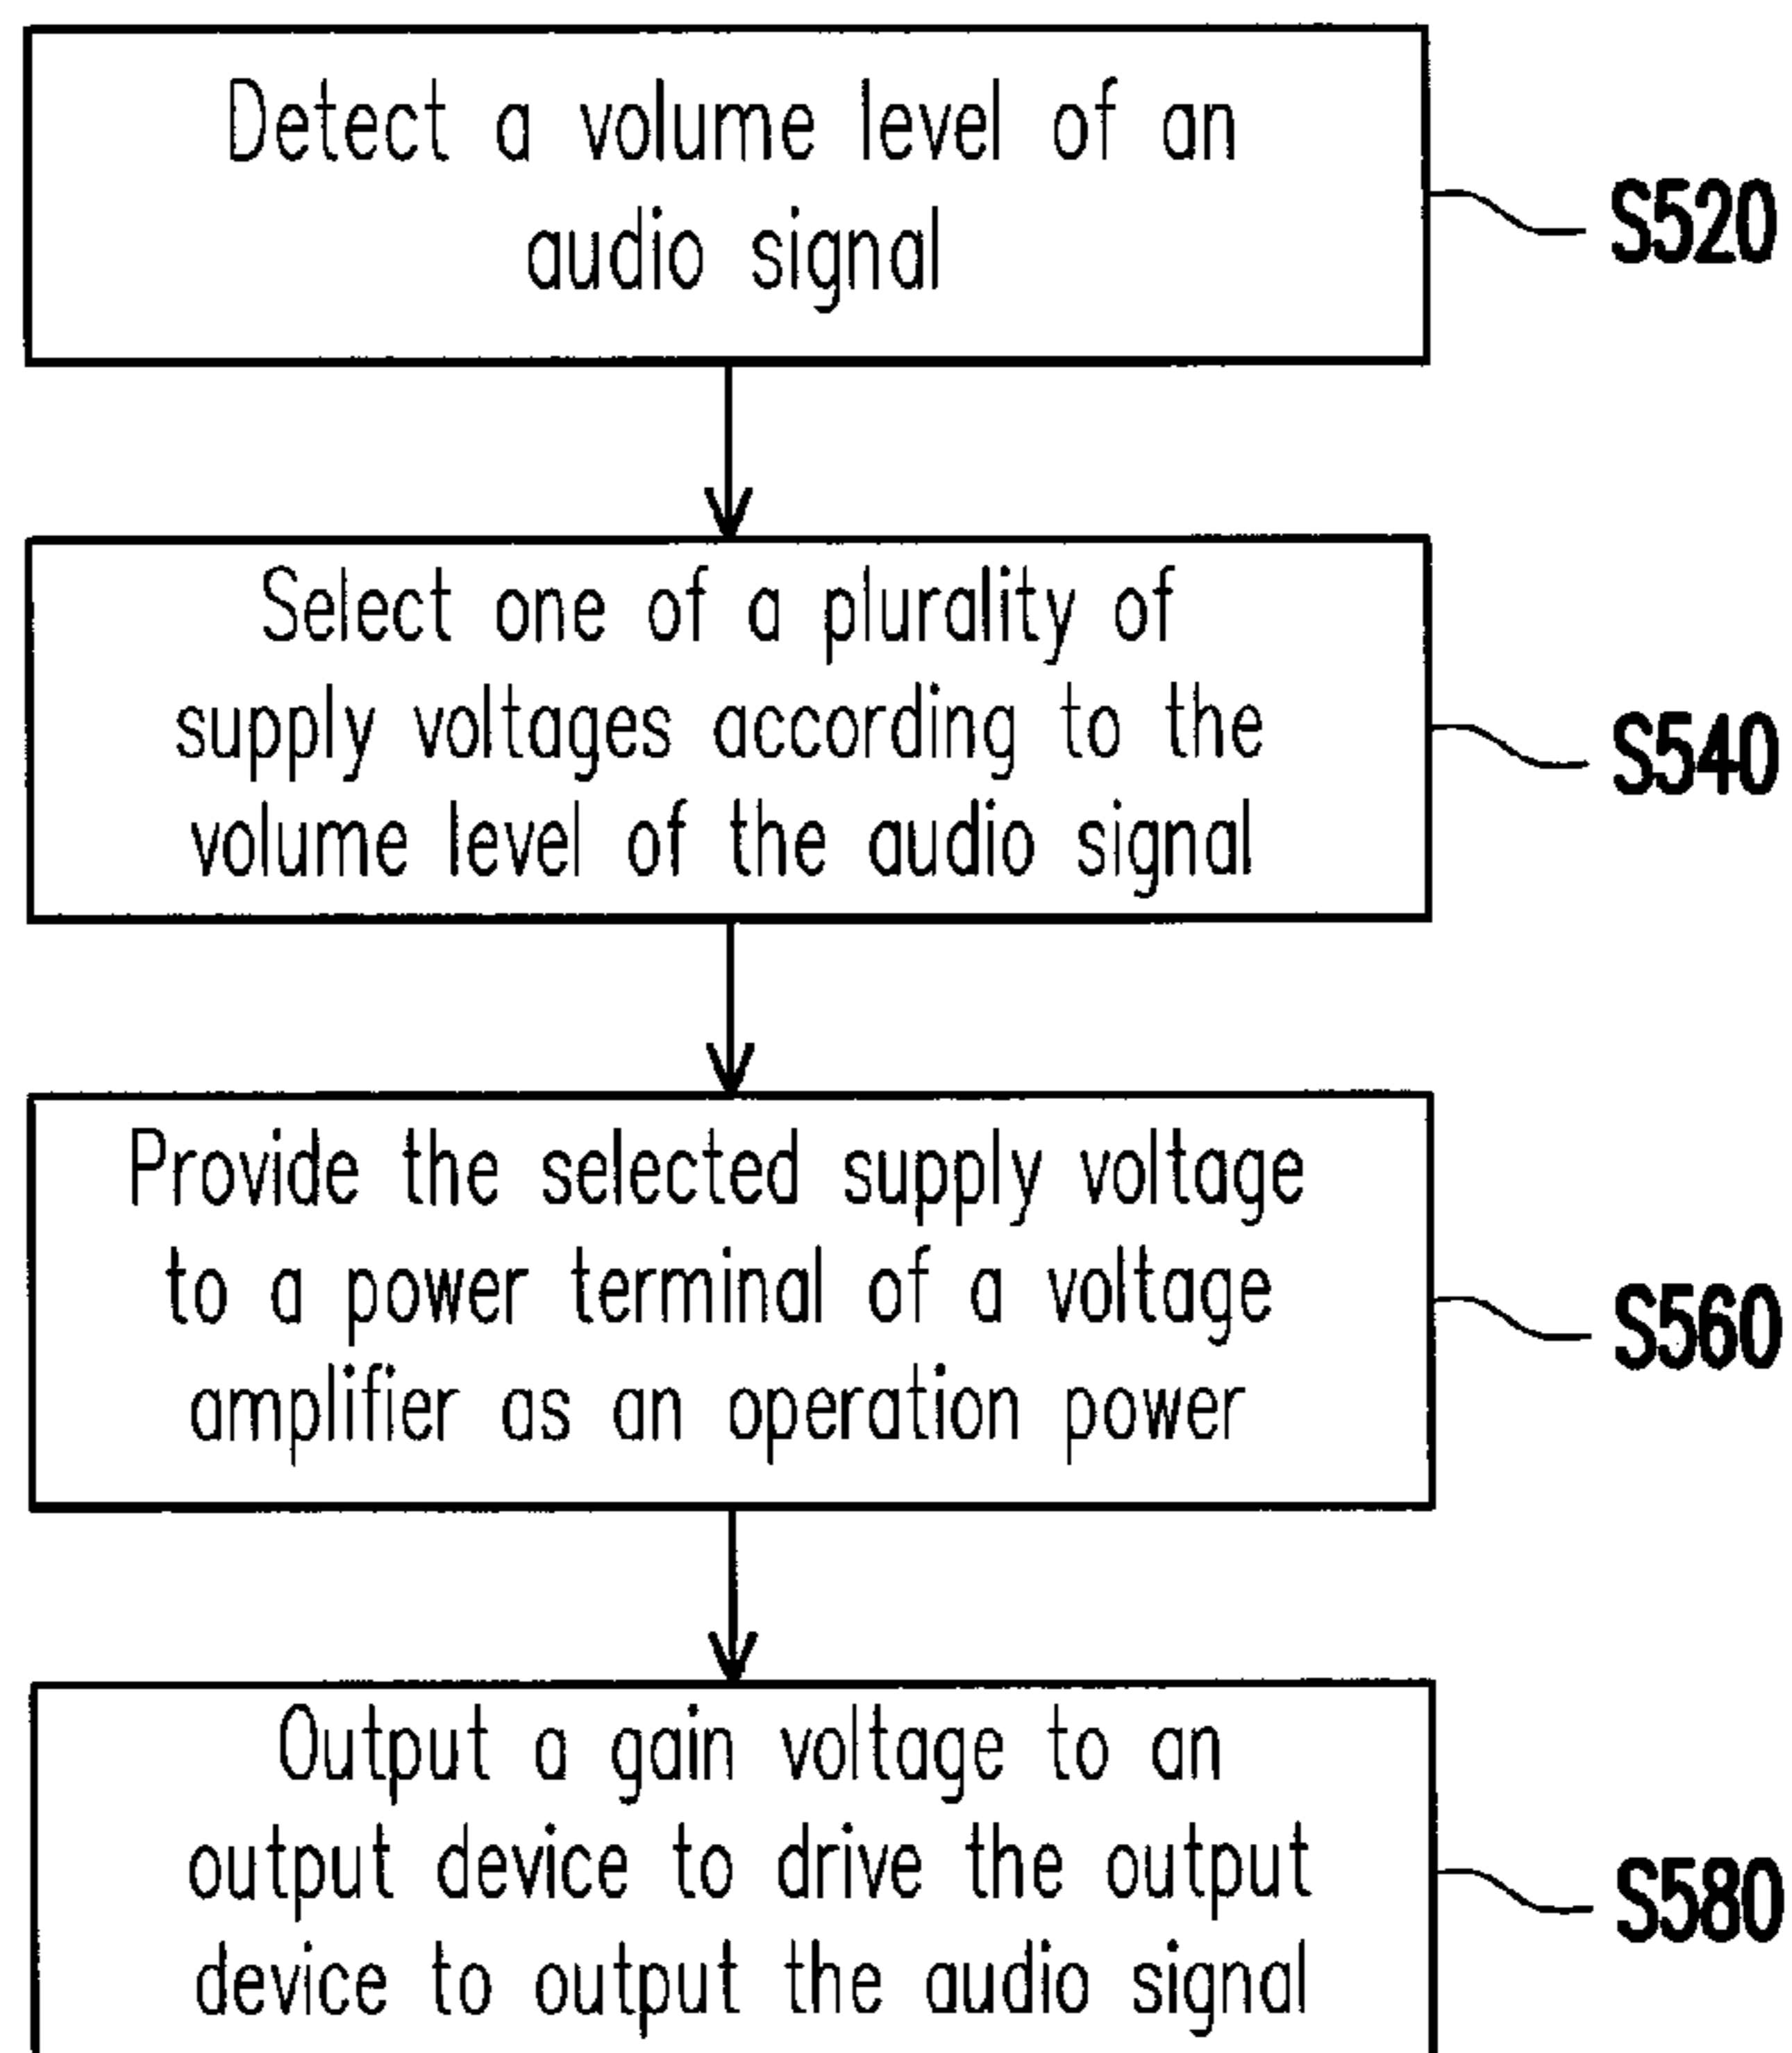 Detect a volume level of an
audio signal
S520
Select one of a plurality of
supply voltages according to the
volume level of the audio signal
S540
Provide the selected supply voltage
to a power terminal of a voltage
amplifier as an operation power
S560
Output a gain voltage to an
output device to drive the output
device to output the audio signal
S580